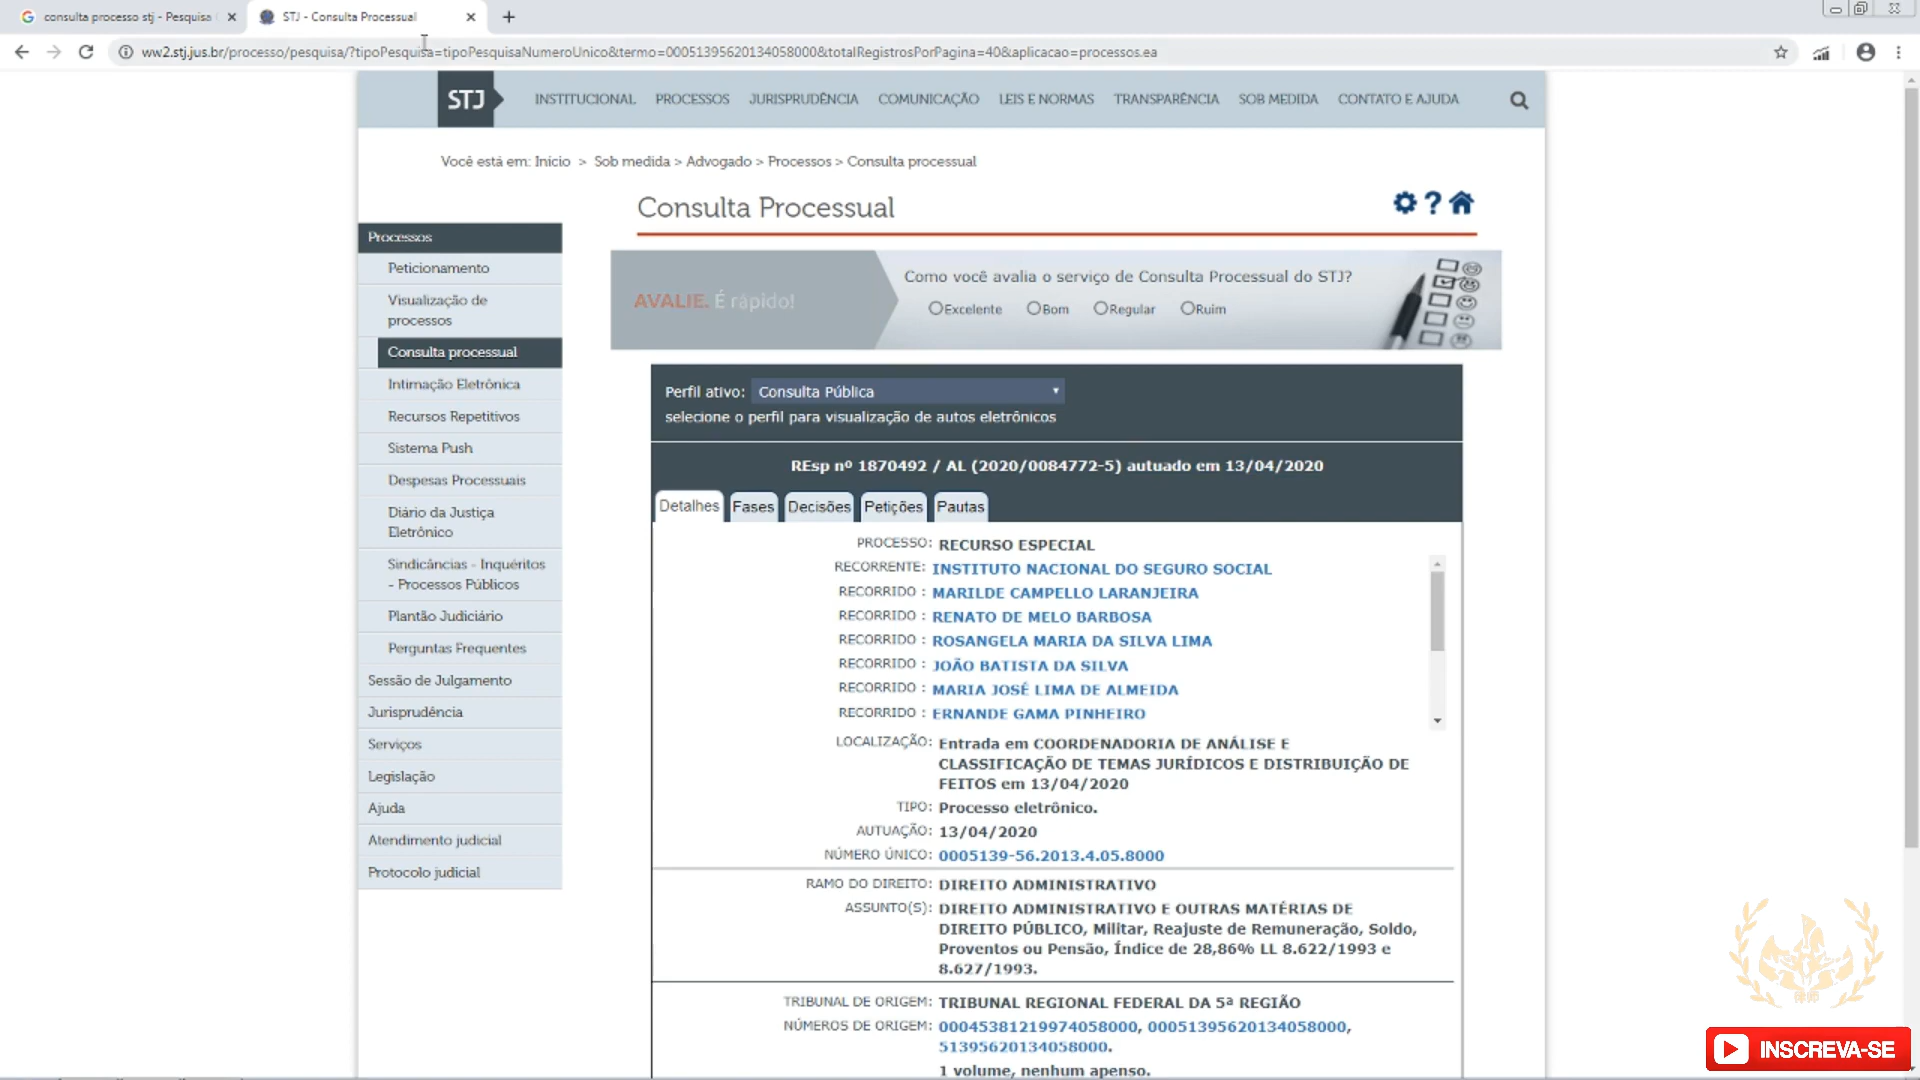 consulta processo stj - Pesquisa
STJ - Consulta Processual
ww2.stj.jus.br/processo/pesquisa/?tipoPesquisa=tipoPesquisaNumeroUnico&termo=00051395620134058000&totalRegistrosPorPagina=40&aplicacao=processos.ea
STJ
INSTITUCIONAL PROCESSOS JURISPRUDÊNCIA COMUNICAÇÃO LEIS E NORMAS TRANSPARÊNCIA SOB MEDIDA CONTATO E AJUDA
Você está em: Início > Sob medida > Advogado > Processos > Consulta processual
Consulta Processual
Processos
Peticionamento
Visualização de
processos
Consulta processual
Intimação Eletrônica
Recursos Repetitivos
Sistema Push
Despesas Processuais
Diário da Justiça
Eletrônico
Sindicâncias - Inquéritos
- Processos Públicos
Plantão Judiciário
Perguntas Frequentes
Sessão de Julgamento
Jurisprudência
Serviços
Legislação
Ajuda
Atendimento judicial
Protocolo judicial
AVALIE. É rápido!
Como você avalia o serviço de Consulta Processual do STJ?
Excelente Bom Regular Ruim
Perfil ativo: Consulta Pública
selecione o perfil para visualização de autos eletrônicos
REsp nº 1870492 / AL (2020/0084772-5) autuado em 13/04/2020
Detalhes Fases Decisões Petições Pautas
PROCESSO: RECURSO ESPECIAL
RECORRENTE: INSTITUTO NACIONAL DO SEGURO SOCIAL
RECORRIDO : MARILDE CAMPELLO LARANJEIRA
RECORRIDO : RENATO DE MELO BARBOSA
RECORRIDO : ROSANGELA MARIA DA SILVA LIMA
RECORRIDO : JOÃO BATISTA DA SILVA
RECORRIDO : MARIA JOSÉ LIMA DE ALMEIDA
RECORRIDO : ERNANDE GAMA PINHEIRO
LOCALIZAÇÃO: Entrada em COORDENADORIA DE ANÁLISE E
CLASSIFICAÇÃO DE TEMAS JURÍDICOS E DISTRIBUIÇÃO DE
FEITOS em 13/04/2020
TIPO: Processo eletrônico.
AUTUAÇÃO: 13/04/2020
NÚMERO ÚNICO: 0005139-56.2013.4.05.8000
RAMO DO DIREITO: DIREITO ADMINISTRATIVO
ASSUNTO(S): DIREITO ADMINISTRATIVO E OUTRAS MATÉRIAS DE
DIREITO PÚBLICO, Militar, Reajuste de Remuneração, Soldo,
Proventos ou Pensão, Índice de 28,86% LL 8.622/1993 e
8.627/1993.
TRIBUNAL DE ORIGEM: TRIBUNAL REGIONAL FEDERAL DA 5ª REGIÃO
NÚMEROS DE ORIGEM: 00045381219974058000, 00051395620134058000,
51395620134058000.
1 volume, nenhum apenso.
INSCREVA-SE